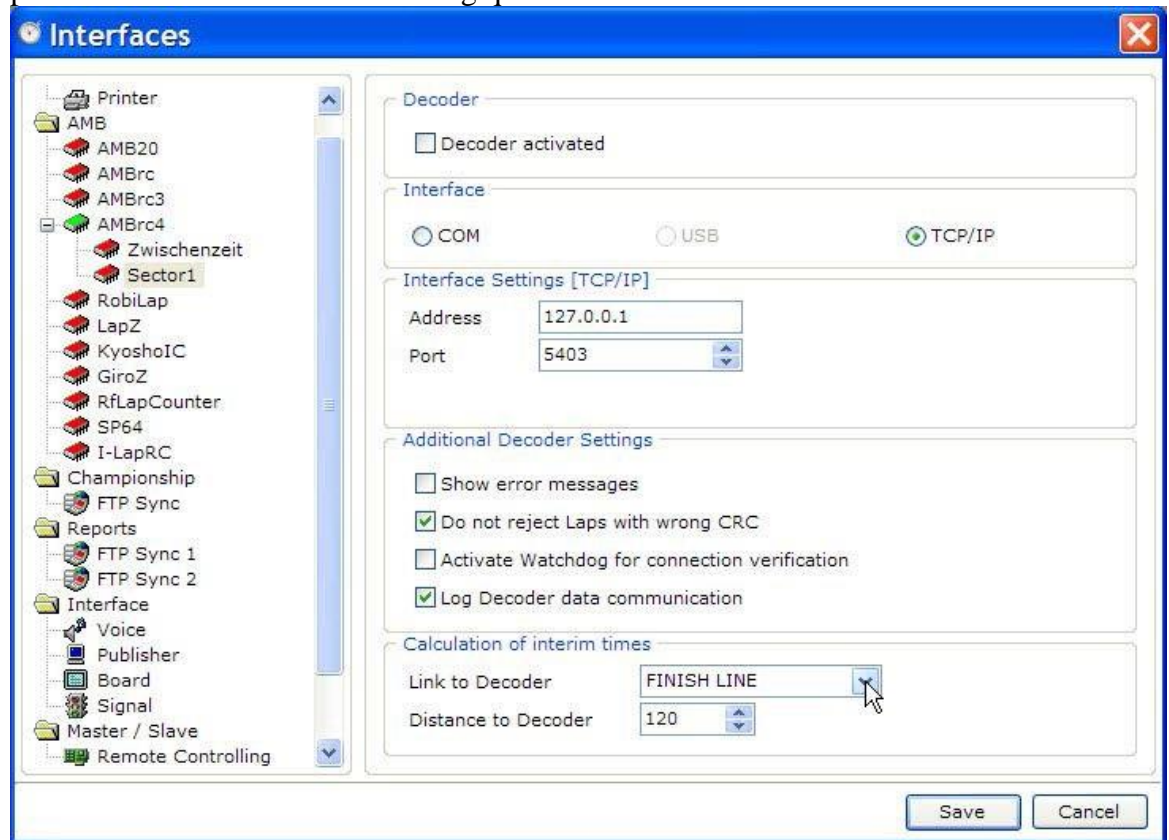 Interfaces
Printer
AMB
AMB20
AMBrc
AMBrc3
AMBrc4
Zwischenzeit
Sector1
RobiLap
LapZ
KyoshoIC
GiroZ
RfLapCounter
SP64
I-LapRC
Championship
FTP Sync
Reports
FTP Sync 1
FTP Sync 2
Interface
Voice
Publisher
Board
Signal
Master / Slave
Remote Controlling
Decoder
Decoder activated
Interface
COM USB TCP/IP
Interface Settings [TCP/IP]
Address 127.0.0.1
Port 5403
Additional Decoder Settings
Show error messages
Do not reject Laps with wrong CRC
Activate Watchdog for connection verification
Log Decoder data communication
Calculation of interim times
Link to Decoder FINISH LINE
Distance to Decoder 120
Save Cancel